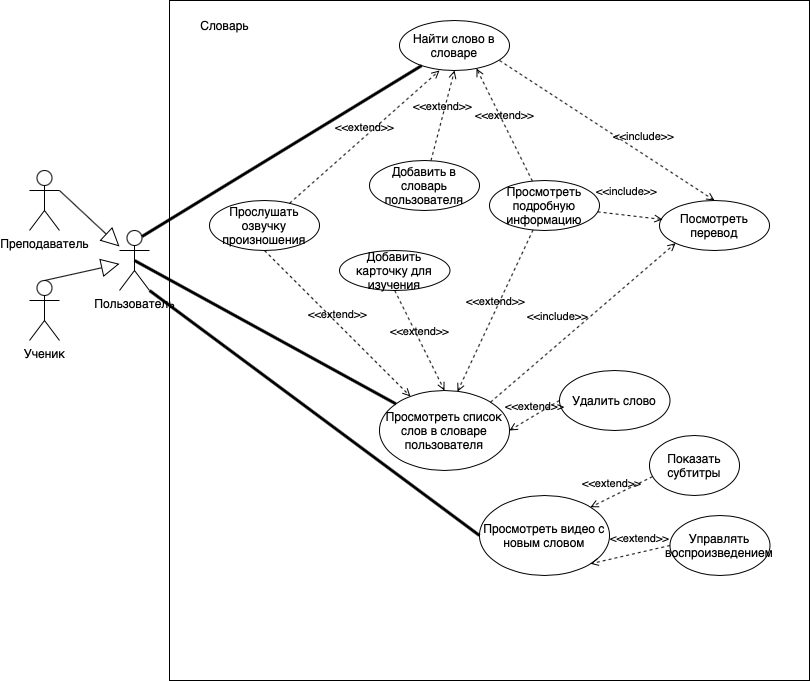 Словарь
Найти слово в
словаре
<<extend>>
<<extend>>
<<extend>>
<<include>>
Добавить в
словарь
пользователя
Просмотреть
подробную
информацию
<<include>>
Прослушать
озвучку
произношения
Посмотреть
перевод
Преподаватель
Добавить
карточку для
изучения
Пользователь
<<extend>>
<<extend>>
<<include>>
<<extend>>
Ученик
Просмотреть список
слов в словаре
пользователя
<<extend>>
Удалить слово
Показать
субтитры
<<extend>>
Просмотреть видео с
новым словом
<<extend>>
Управлять
воспроизведением